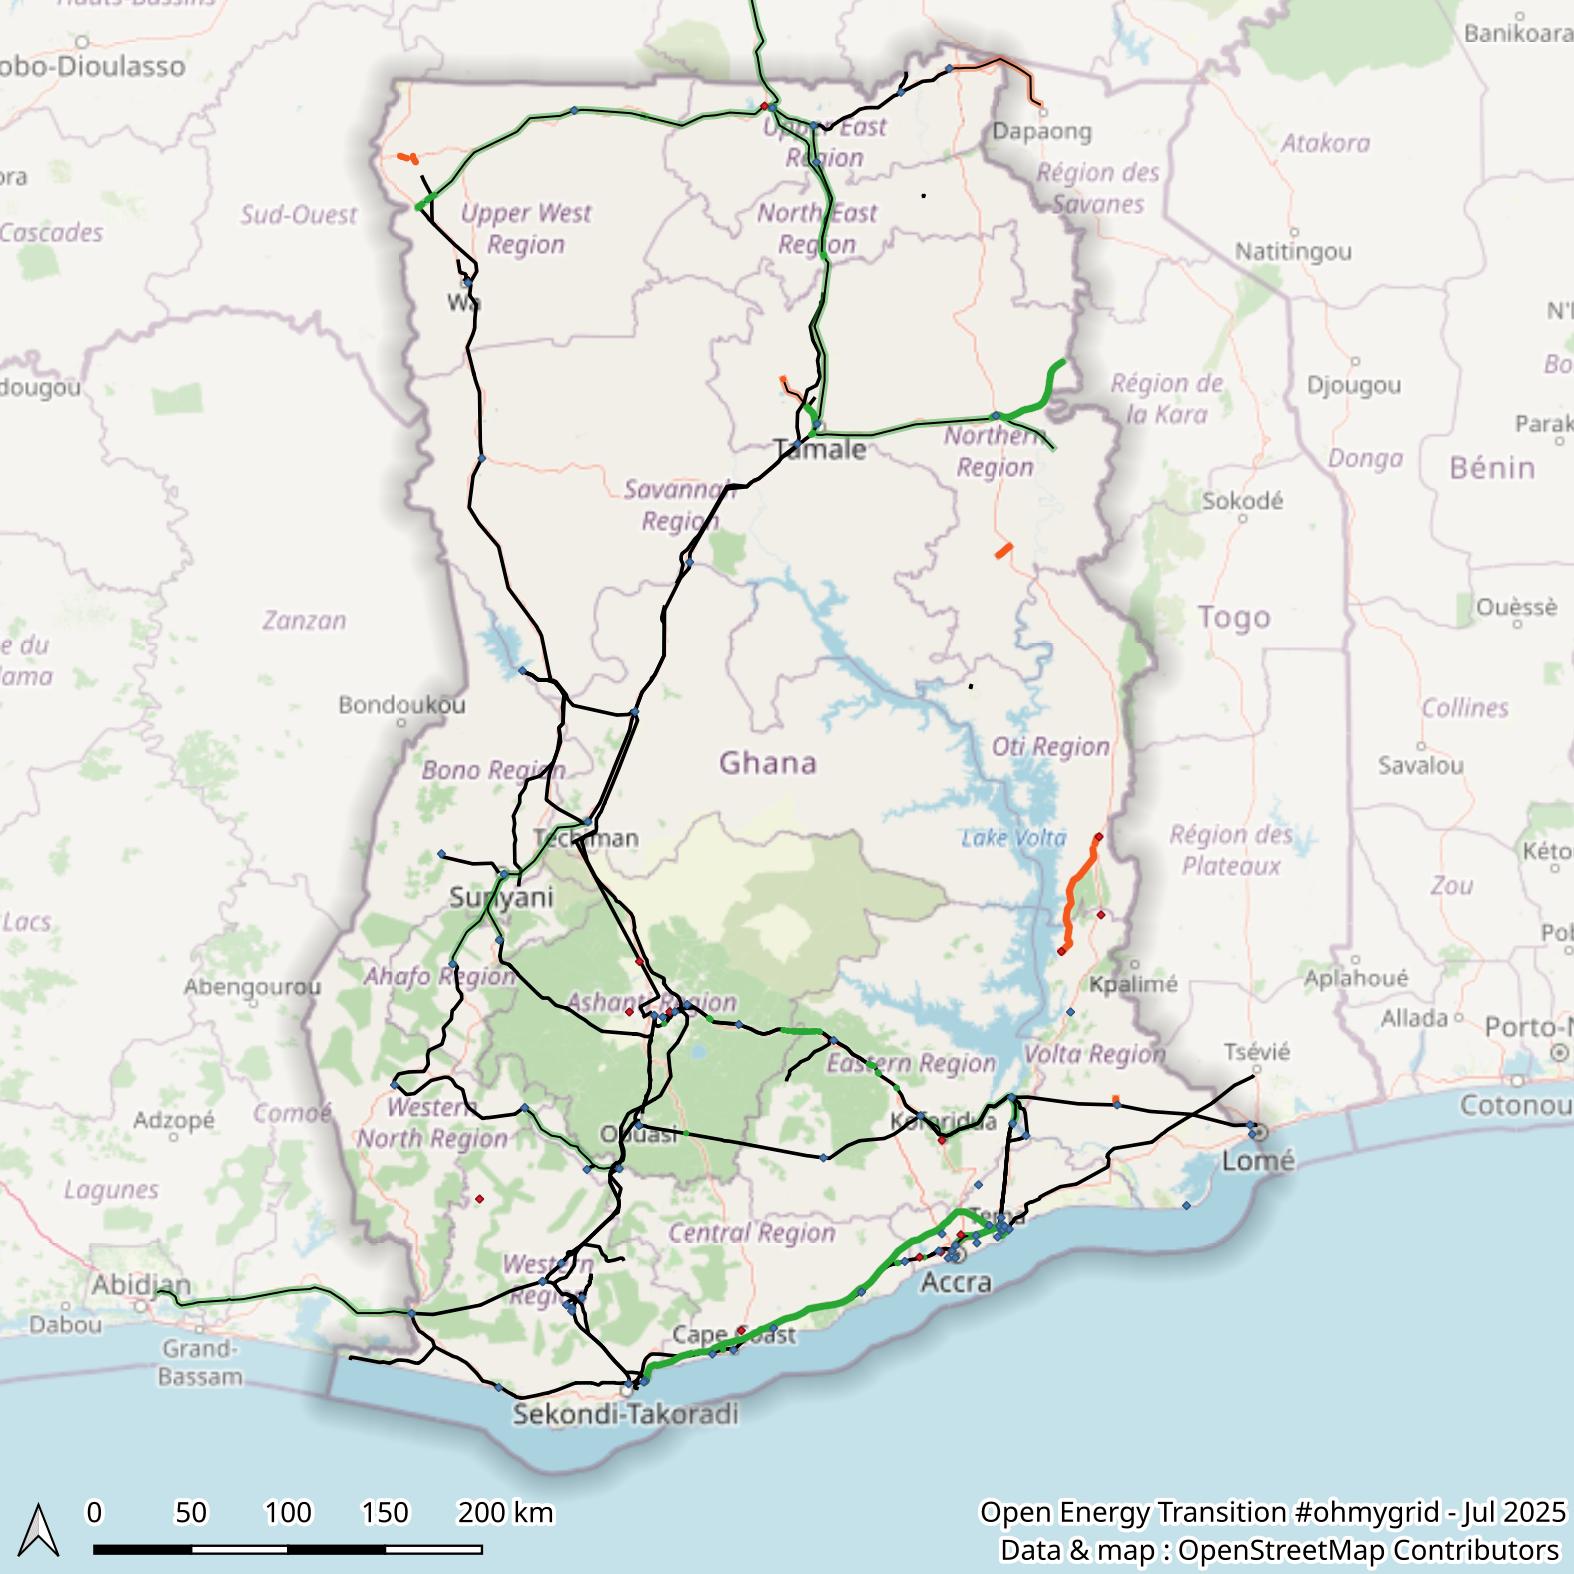 Hauts-Bassins
Banikoara
obo-Dioulasso
Dapaong
Upper East
Region
Atakora
ora
Région des
Savanes
Sud-Ouest
Upper West
Region
North East
Region
Cascades
Natitingou
Wa
dougou
Région de
la Kara
Djougou
Tamale
Northern
Region
Donga
Bénin
Savannah
Region
Sokodé
Zanzan
Ouèssè
Togo
e du
Bondoukou
Collines
Oti Region
Ghana
Bono Region
Savalou
Techiman
Lake Volta
Région des
Plateaux
Kéto
Sunyani
Zou
Lacs
Ahafo Region
Abengourou
Ashanti Region
Kpalimé
Aplahoué
Allada
Porto-N
Eastern Region
Volta Region
Tsévié
Adzopé
Comoé
Western
North Region
Obuasi
Koforidua
Cotonou
Lomé
Lagunes
Central Region
Tema
Western
Region
Abidjan
Accra
Dabou
Cape Coast
Grand-
Bassam
Sekondi-Takoradi
0 50 100 150 200 km
Open Energy Transition #ohmygrid - Jul 2025
Data & map : OpenStreetMap Contributors